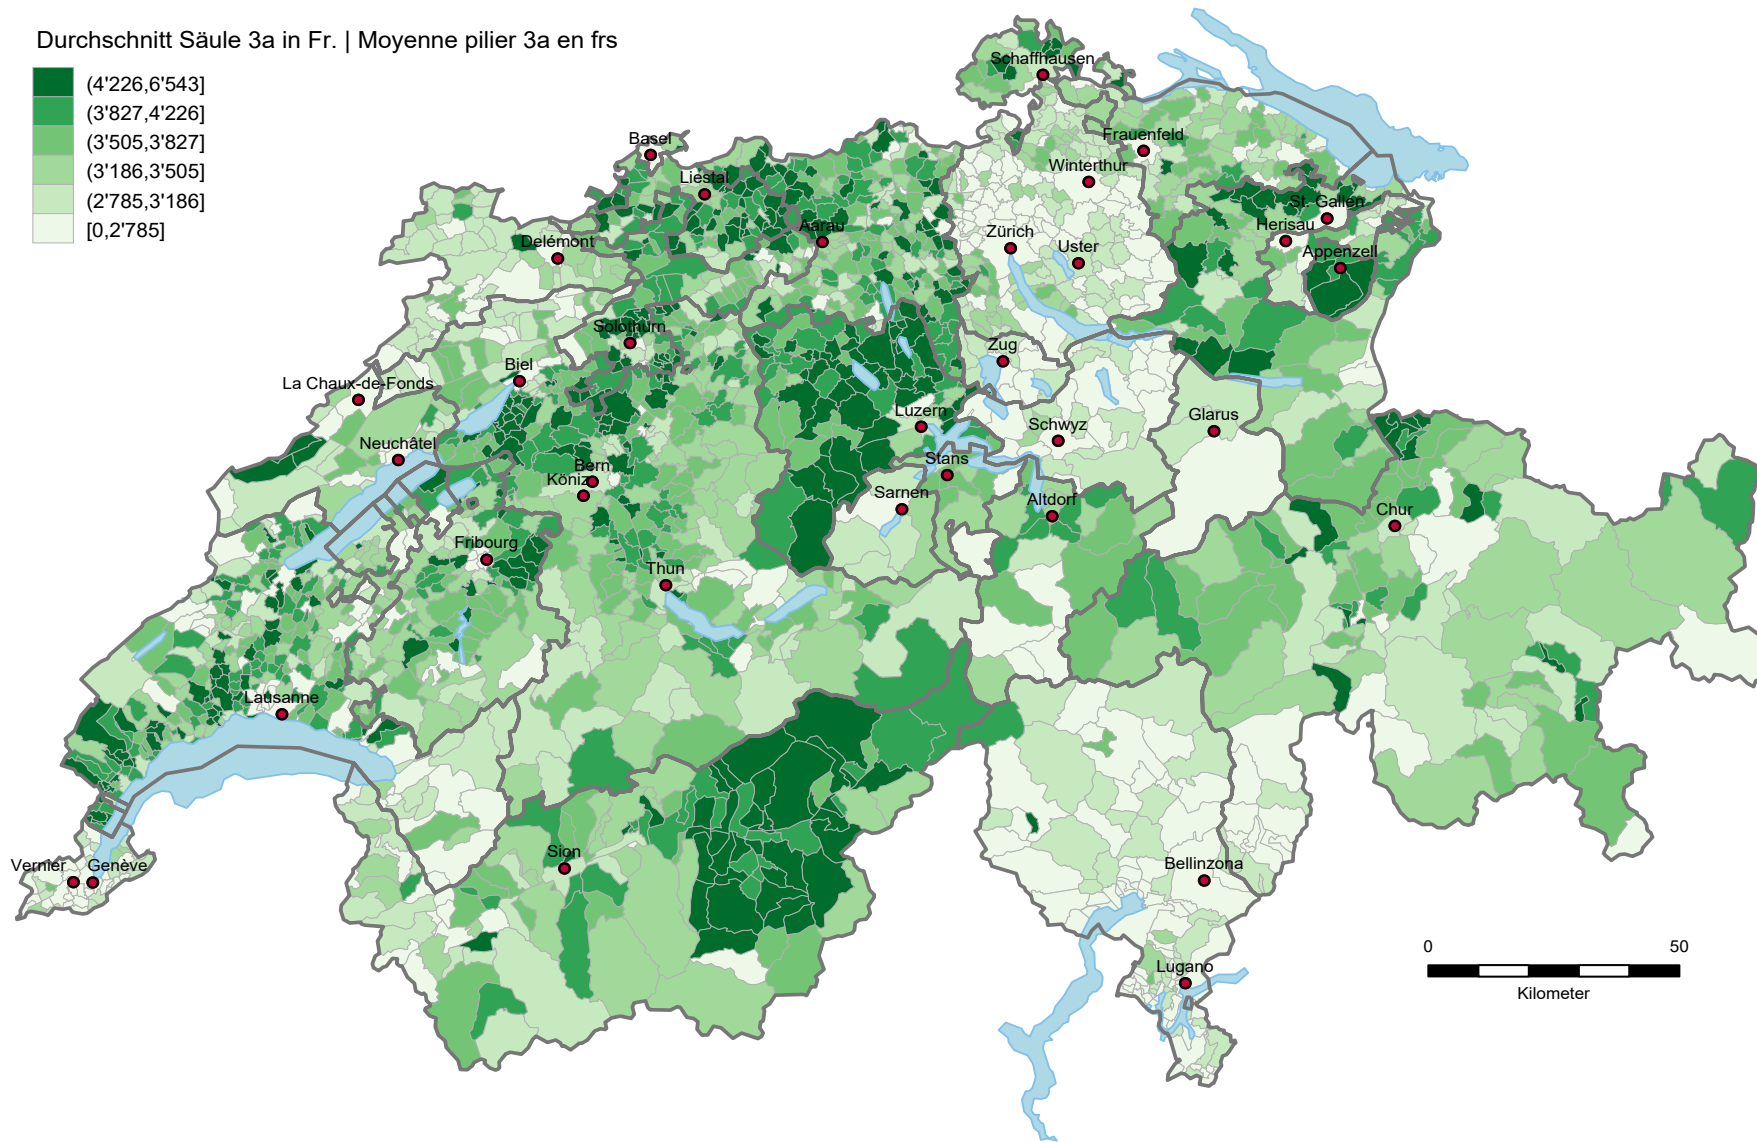 Durchschnitt Säule 3a in Fr. | Moyenne pilier 3a en frs
(4'226,6'543]
(3'827,4'226]
(3'505,3'827]
(3'186,3'505]
(2'785,3'186]
[0,2'785]
Schaffhausen
Frauenfeld
Basel
Winterthur
Liestal
St. Gallen
Herisau
Aarau
Zürich
Uster
Delémont
Appenzell
Solothurn
Zug
Biel
La Chaux-de-Fonds
Luzern
Glarus
Schwyz
Neuchâtel
Stans
Bern
Köniz
Sarnen
Altdorf
Chur
Fribourg
Thun
Lausanne
Sion
Vernier
Genève
Bellinzona
Lugano
0 50
Kilometer